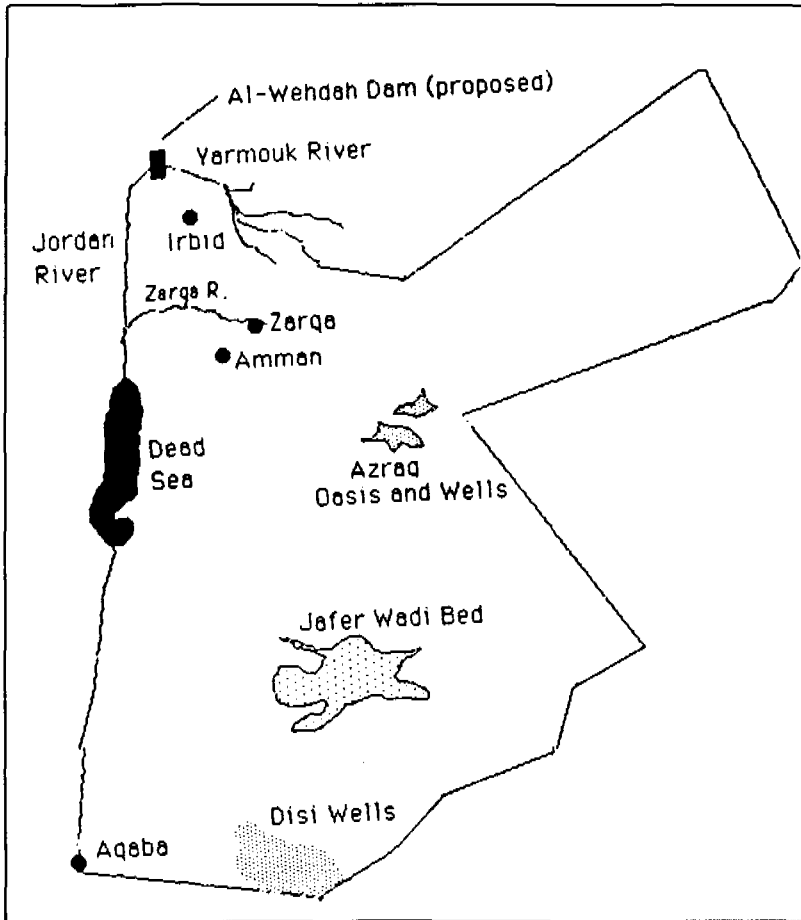 Al-Wehdah Dam (proposed)
Yarmouk River
Jordan
River
Irbid
Zarqa R.
Zarqa
Amman
Dead
Sea
Azraq
Oasis and Wells
Jafer Wadi Bed
Disi Wells
Aqaba